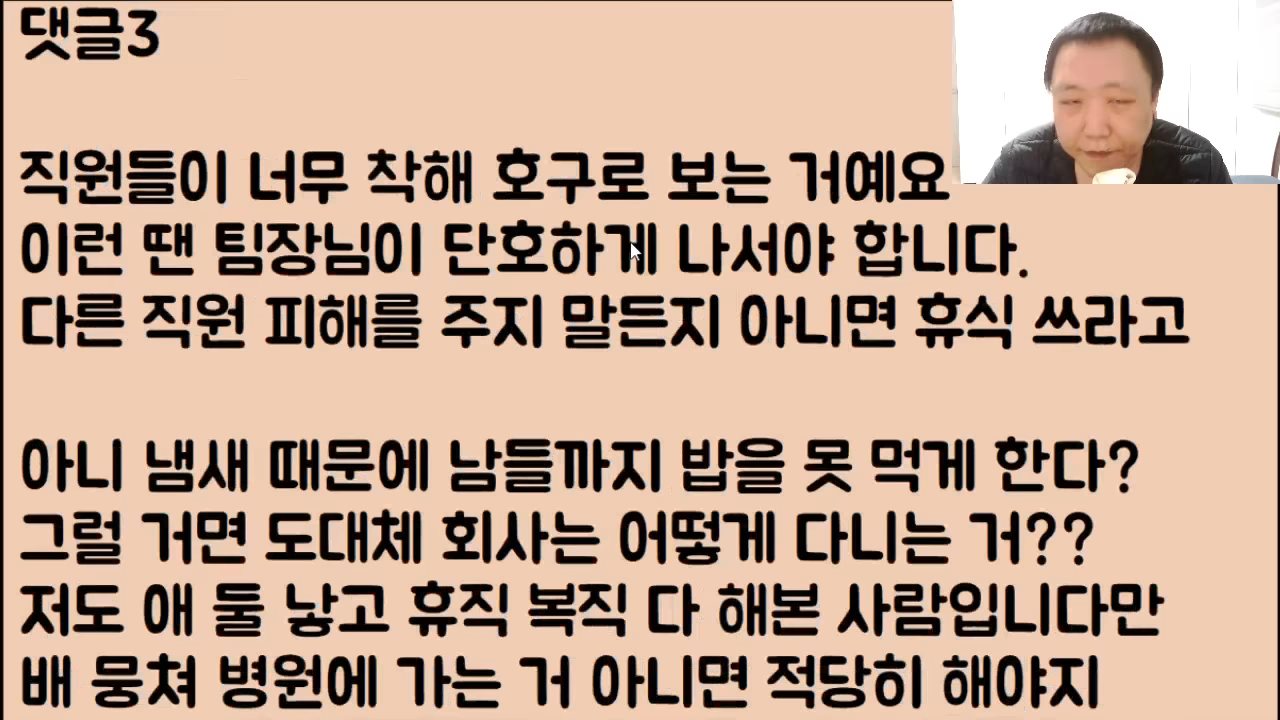 댓글3
직원들이 너무 착해 호구로 보는 거예요
이런 땐 팀장님이 단호하게 나서야 합니다.
다른 직원 피해를 주지 말든지 아니면 휴식 쓰라고
아니 냄새 때문에 남들까지 밥을 못 먹게 한다?
그럴 거면 도대체 회사는 어떻게 다니는 거??
저도 애 둘 낳고 휴직 복직 다 해본 사람입니다만
배 뭉쳐 병원에 가는 거 아니면 적당히 해야지